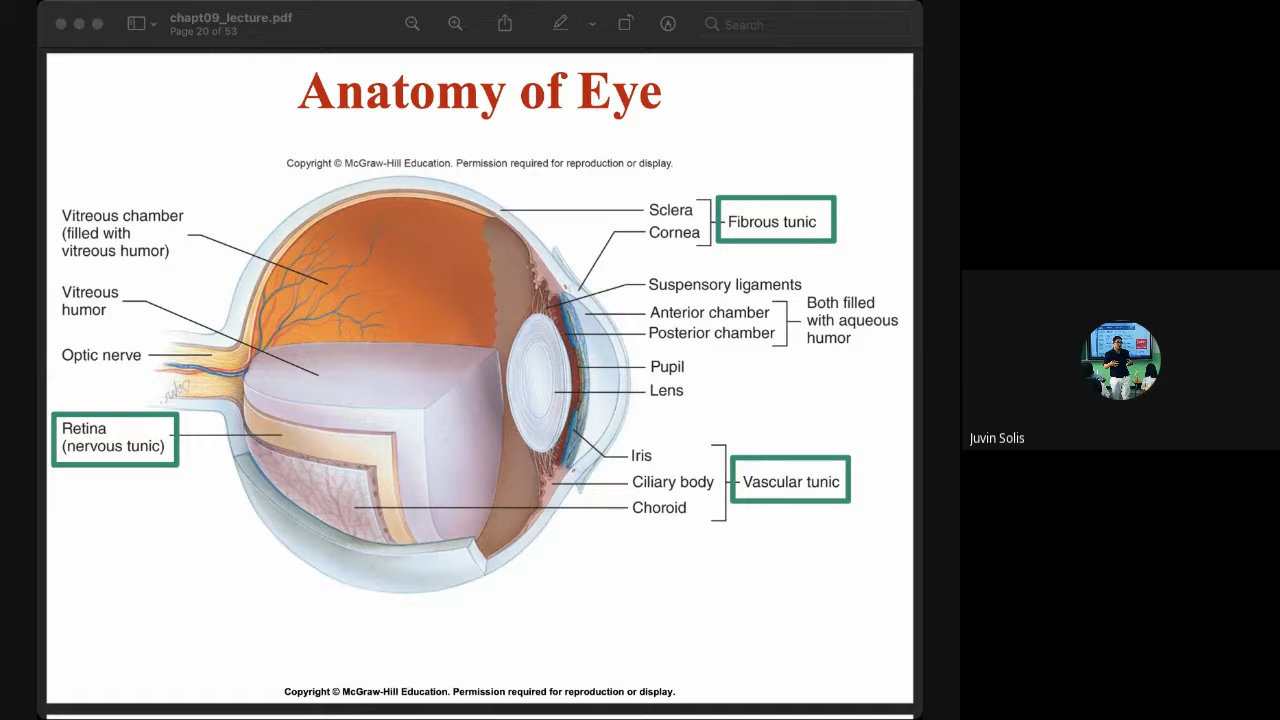 chapt09_lecture.pdf
Page 20 of 53
Search
Anatomy of Eye
Copyright © McGraw-Hill Education. Permission required for reproduction or display.
Vitreous chamber
(filled with
vitreous humor)
Vitreous
humor
Optic nerve
Retina
(nervous tunic)
Sclera
Cornea
Fibrous tunic
Suspensory ligaments
Anterior chamber
Posterior chamber
Both filled
with aqueous
humor
Pupil
Lens
Iris
Ciliary body
Choroid
Vascular tunic
Copyright © McGraw-Hill Education. Permission required for reproduction or display.
Juvin Solis